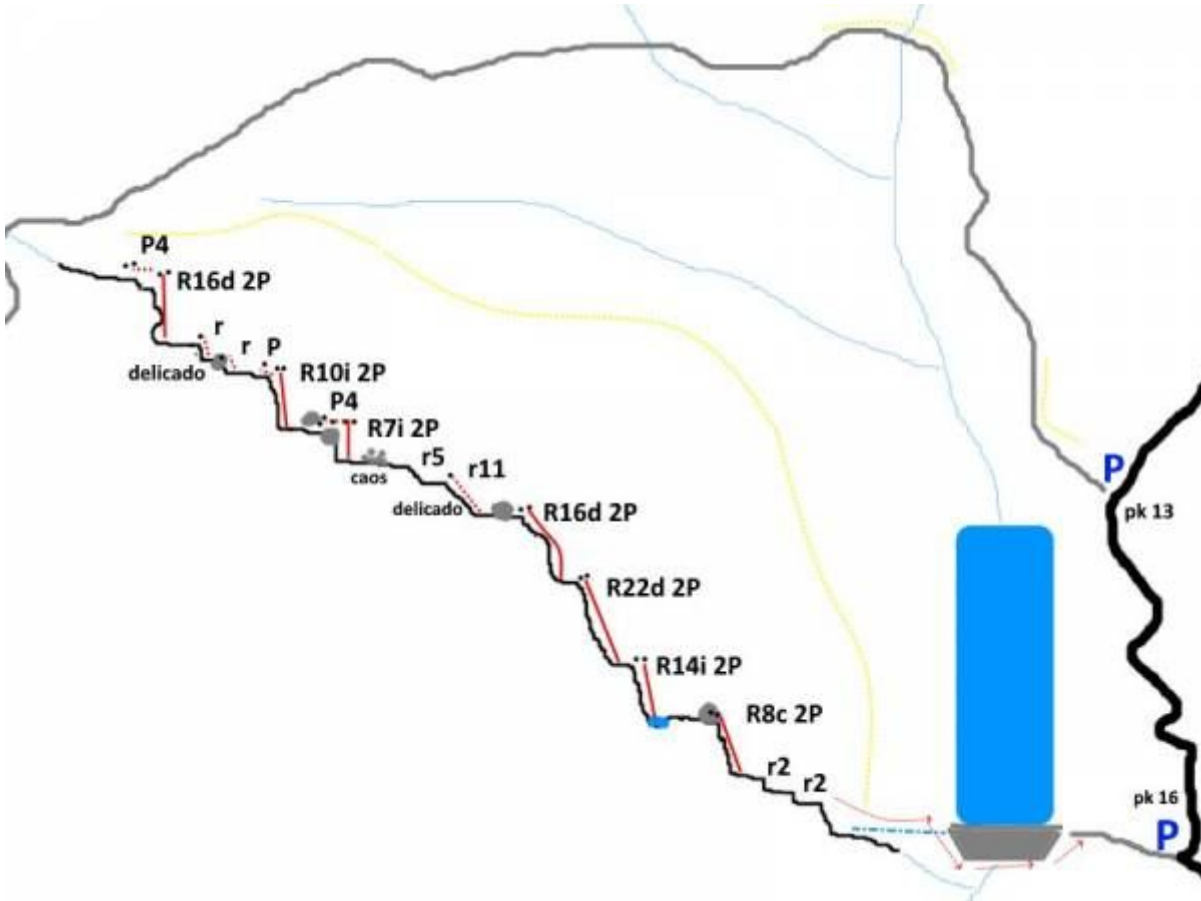 P4
R16d 2P
r
r
P
delicado
R10i 2P
P4
R7i 2P
caos
r5
r11
delicado
R16d 2P
P
pk 13
R22d 2P
R14i 2P
R8c 2P
r2
r2
pk 16
P